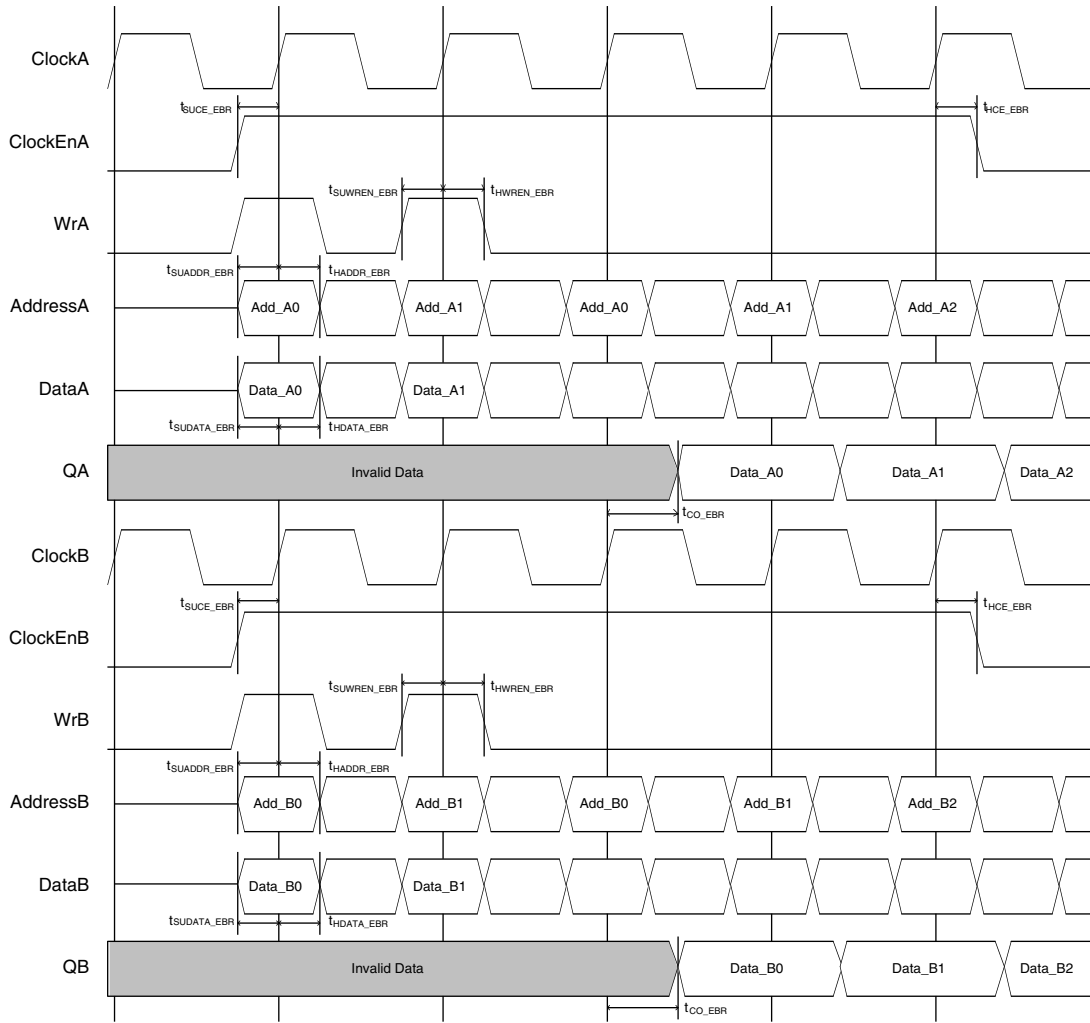 ClockA
tSUCE_EBR tHCE_EBR
ClockEnA
tSUWREN_EBR tHWREN_EBR
WrA
tSUADDR_EBR tHADDR_EBR
AddressA Add_A0 Add_A1 Add_A0 Add_A1 Add_A2
DataA Data_A0 Data_A1
tSUDATA_EBR tHDATA_EBR
QA Invalid Data Data_A0 Data_A1 Data_A2
tCO_EBR
ClockB
tSUCE_EBR tHCE_EBR
ClockEnB
tSUWREN_EBR tHWREN_EBR
WrB
tSUADDR_EBR tHADDR_EBR
AddressB Add_B0 Add_B1 Add_B0 Add_B1 Add_B2
DataB Data_B0 Data_B1
tSUDATA_EBR tHDATA_EBR
QB Invalid Data Data_B0 Data_B1 Data_B2
tCO_EBR